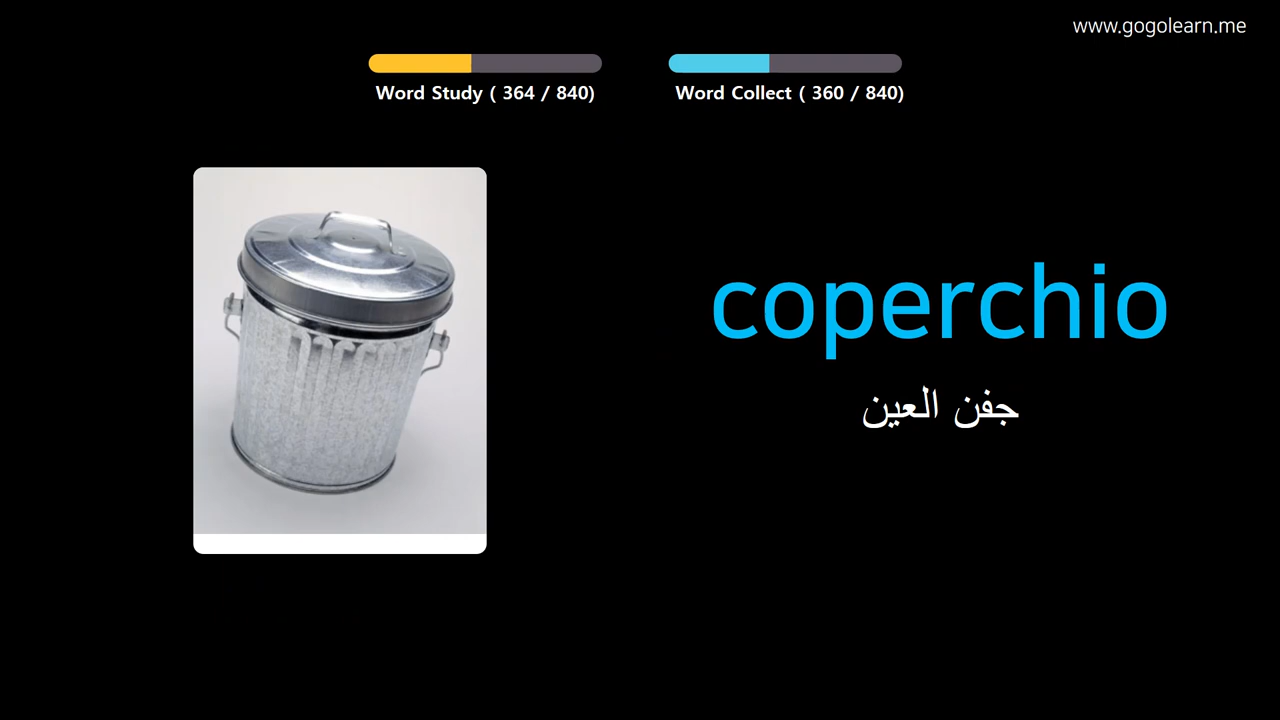 www.gogolearn.me
Word Study ( 364 / 840)
Word Collect ( 360 / 840)
coperchio
جفن العين